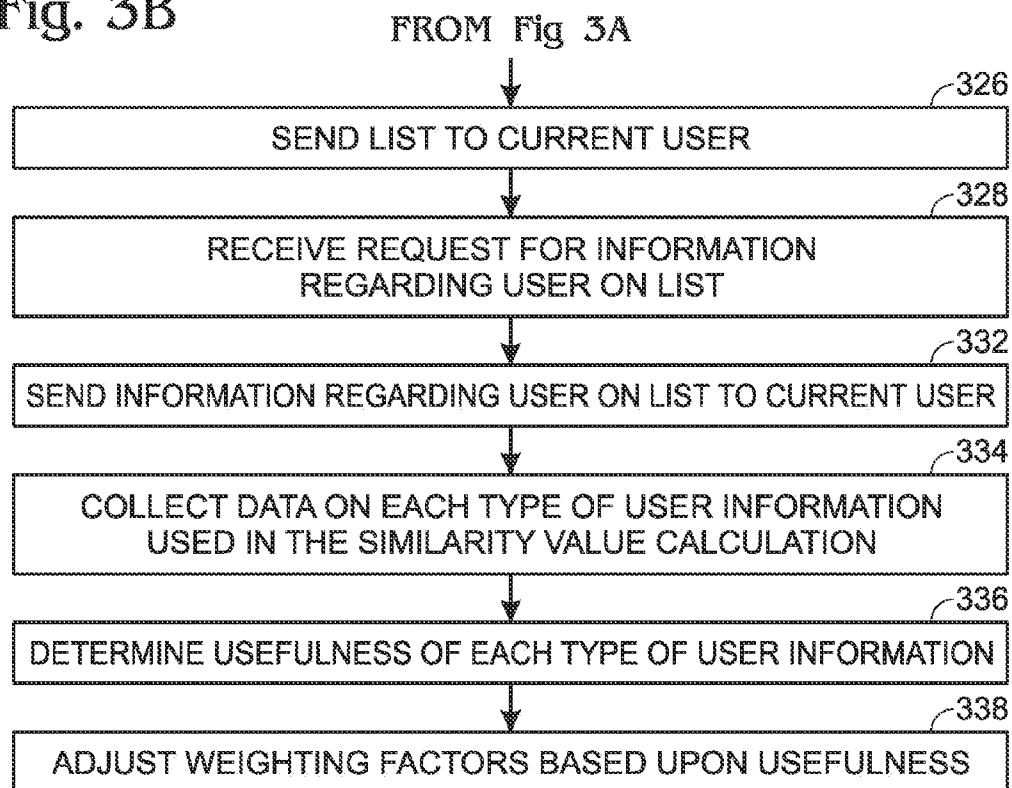 Fig. 3B
FROM Fig 3A
326
SEND LIST TO CURRENT USER
328
RECEIVE REQUEST FOR INFORMATION
REGARDING USER ON LIST
332
SEND INFORMATION REGARDING USER ON LIST TO CURRENT USER
334
COLLECT DATA ON EACH TYPE OF USER INFORMATION
USED IN THE SIMILARITY VALUE CALCULATION
336
DETERMINE USEFULNESS OF EACH TYPE OF USER INFORMATION
338
ADJUST WEIGHTING FACTORS BASED UPON USEFULNESS